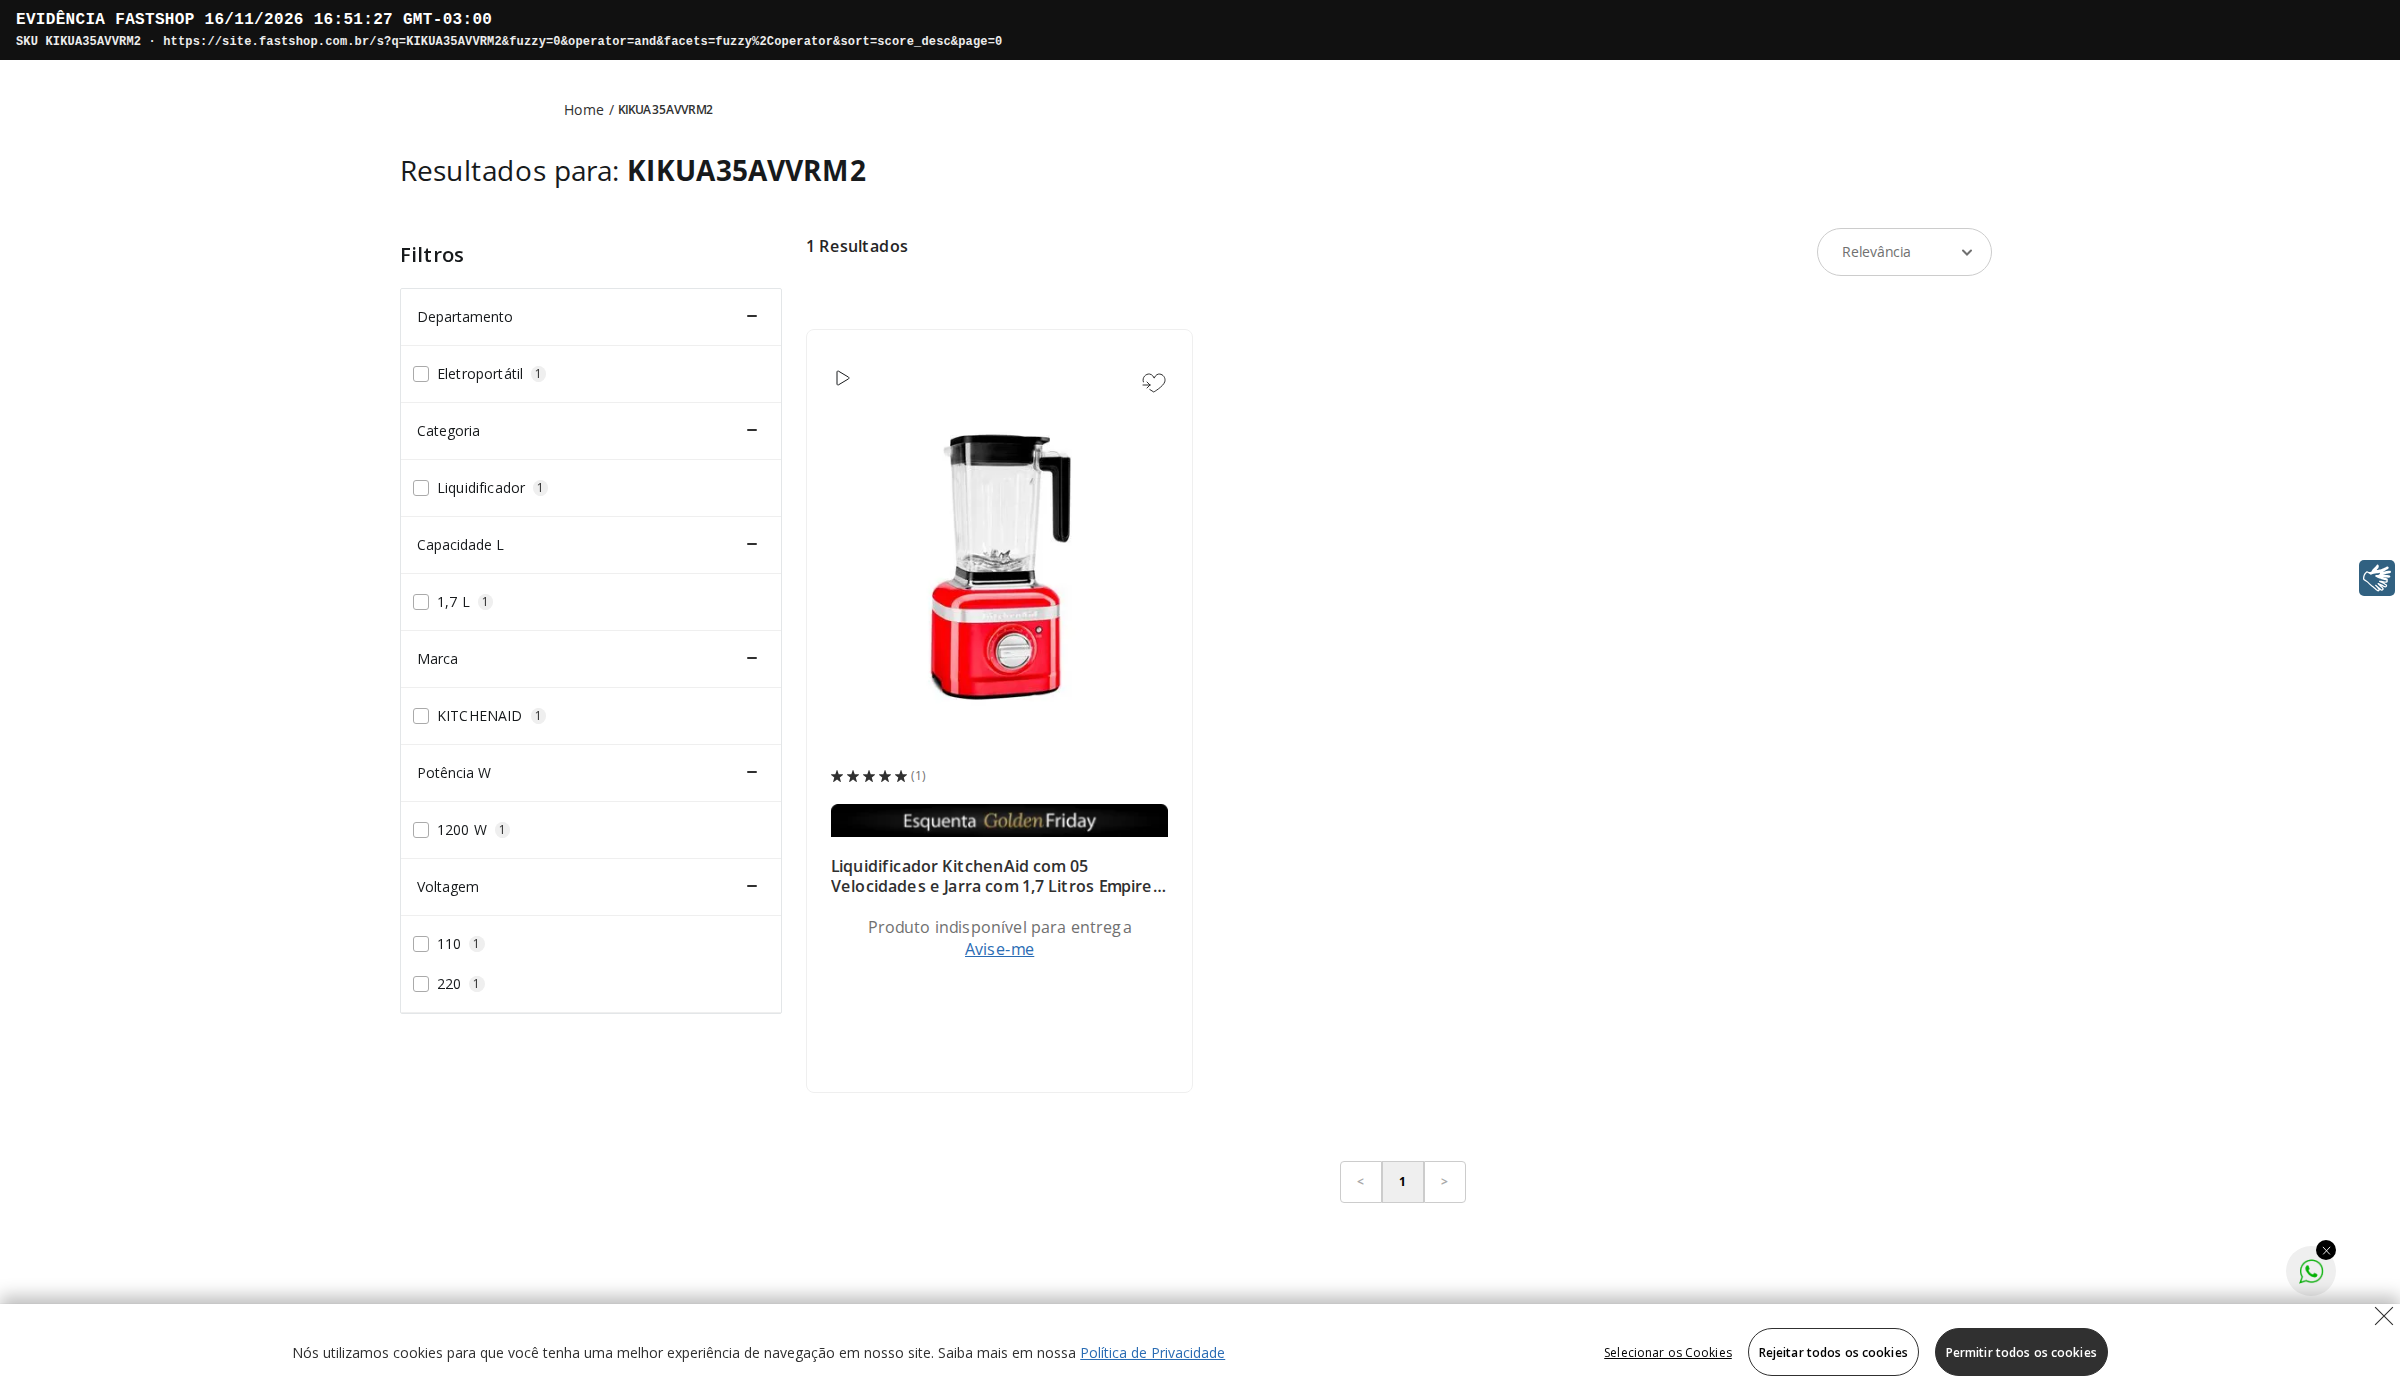 EVIDÊNCIA FASTSHOP 16/11/2026 16:51:27 GMT-03:00
SKU KIKUA35AVVRM2 · https://site.fastshop.com.br/s?q=KIKUA35AVVRM2&fuzzy=0&operator=and&facets=fuzzy%2Coperator&sort=score_desc&page=0
Home / KIKUA35AVVRM2
Resultados para: KIKUA35AVVRM2
Filtros
1 Resultados
Relevância
Departamento
Eletroportátil 1
Categoria
Liquidificador 1
Capacidade L
1,7 L 1
Marca
KITCHENAID 1
Potência W
1200 W 1
Voltagem
110 1
220 1
KitchenAid
(1)
Esquenta Golden Friday
Liquidificador KitchenAid com 05
Velocidades e Jarra com 1,7 Litros Empire...
Produto indisponível para entrega
Avise-me
< 1 >
Nós utilizamos cookies para que você tenha uma melhor experiência de navegação em nosso site. Saiba mais em nossa Política de Privacidade
Selecionar os Cookies
Rejeitar todos os cookies
Permitir todos os cookies